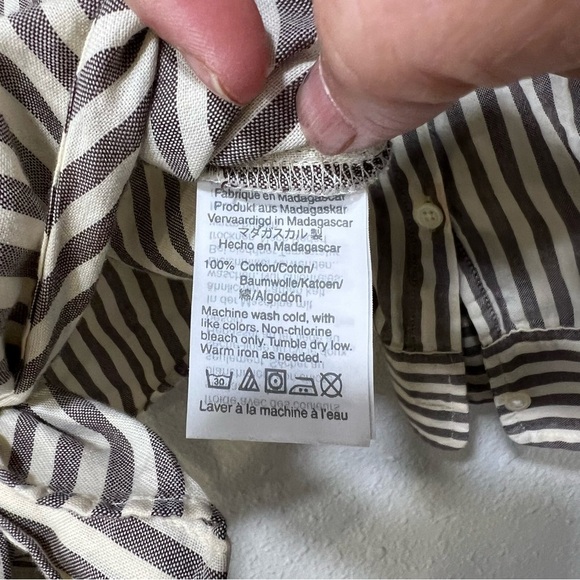 Fabriqué en Madagascar
Produkt aus Madagaskar
Vervaardigd in Madagascar
マダガスカル 製
Hecho en Madagascar
100% Cotton/Coton/
Baumwolle/Katoen/
綿/Algodón
Machine wash cold, with
like colors. Non-chlorine
bleach only. Tumble dry low.
Warm iron as needed.
30
Laver à la machine à l'eau